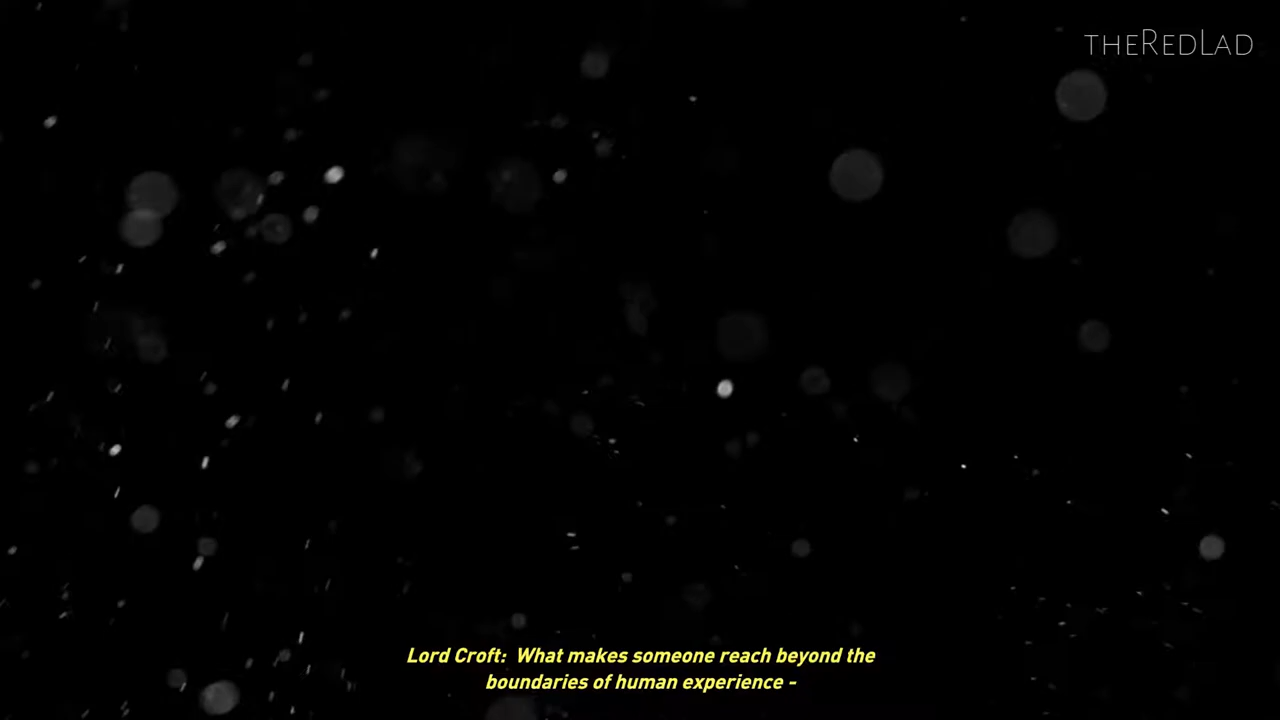 THEREDLAD
Lord Croft: What makes someone reach beyond the
boundaries of human experience -